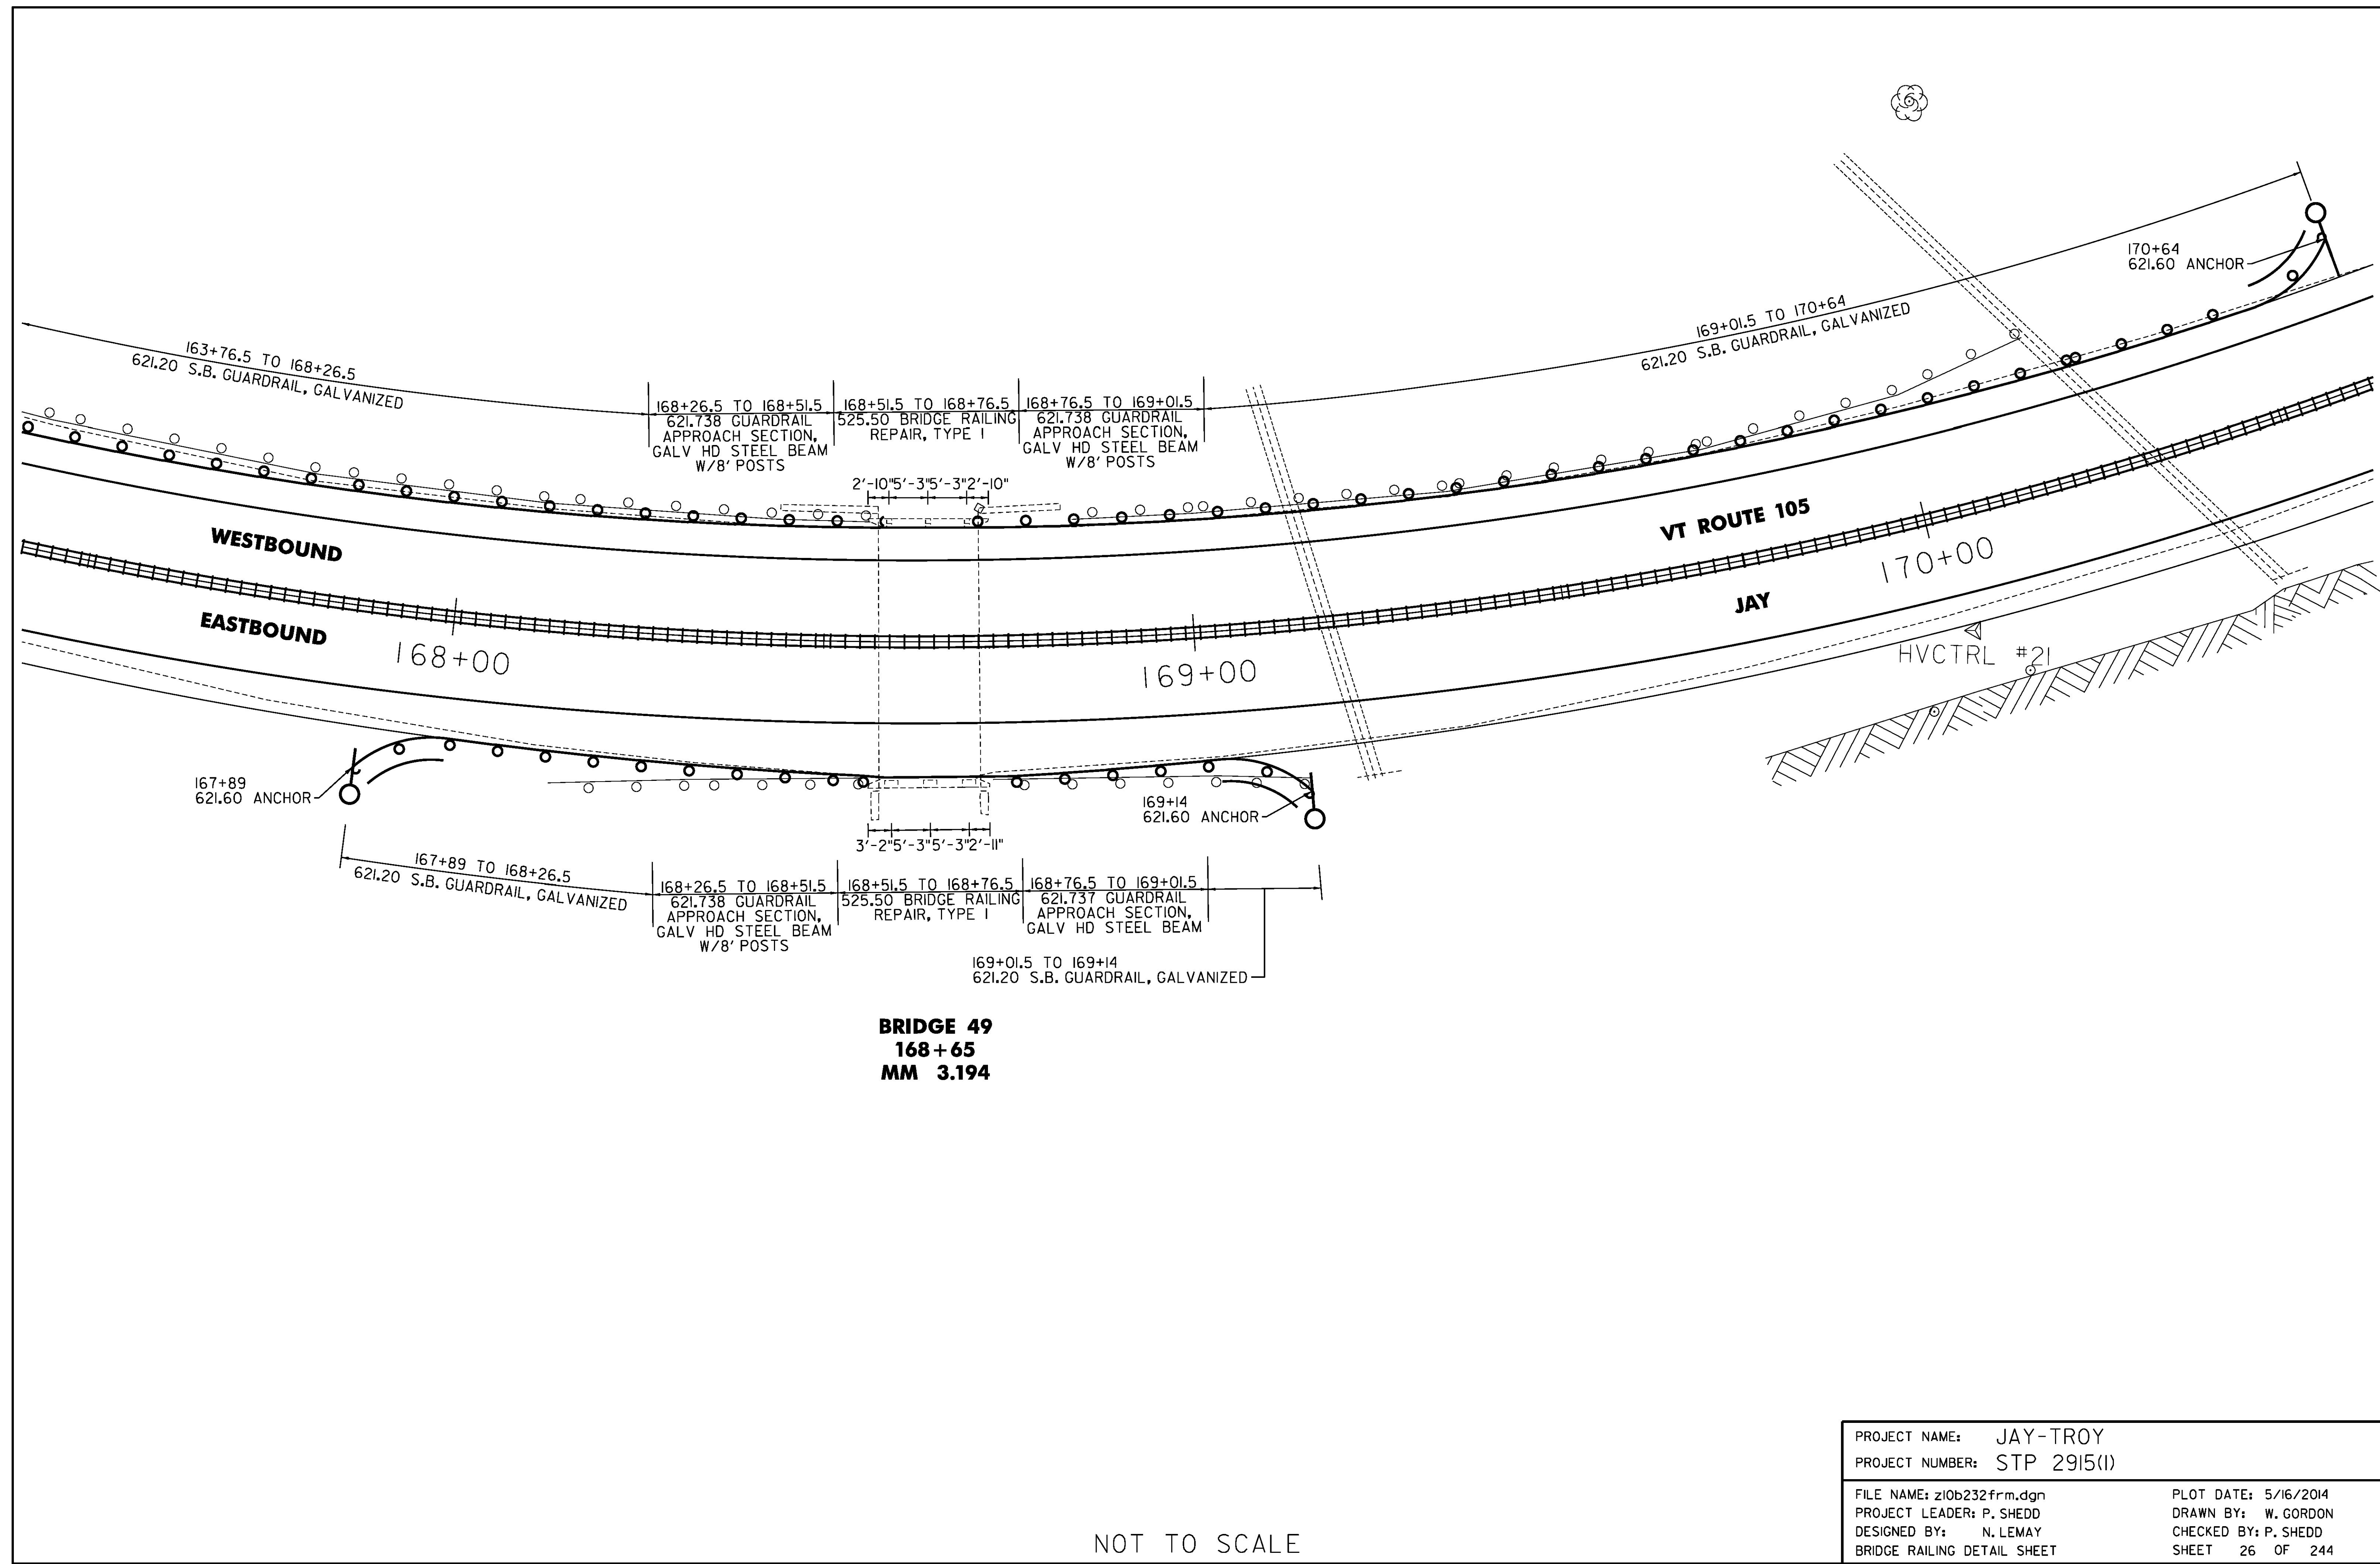 170+64
621.60 ANCHOR
163+76.5 TO 168+26.5
621.20 S.B. GUARDRAIL, GALVANIZED
169+01.5 TO 170+64
621.20 S.B. GUARDRAIL, GALVANIZED
168+26.5 TO 168+51.5
621.738 GUARDRAIL
APPROACH SECTION,
GALV HD STEEL BEAM
W/8' POSTS
168+51.5 TO 168+76.5
525.50 BRIDGE RAILING
REPAIR, TYPE I
168+76.5 TO 169+01.5
621.738 GUARDRAIL
APPROACH SECTION,
GALV HD STEEL BEAM
W/8' POSTS
2'-10" 5'-3" 5'-3" 2'-10"
WESTBOUND
VT ROUTE 105
EASTBOUND
168+00
169+00
170+00
JAY
HVCTRL #21
167+89
621.60 ANCHOR
169+14
621.60 ANCHOR
3'-2" 5'-3" 5'-3" 2'-11"
167+89 TO 168+26.5
621.20 S.B. GUARDRAIL, GALVANIZED
168+26.5 TO 168+51.5
621.738 GUARDRAIL
APPROACH SECTION,
GALV HD STEEL BEAM
W/8' POSTS
168+51.5 TO 168+76.5
525.50 BRIDGE RAILING
REPAIR, TYPE I
168+76.5 TO 169+01.5
621.737 GUARDRAIL
APPROACH SECTION,
GALV HD STEEL BEAM
169+01.5 TO 169+14
621.20 S.B. GUARDRAIL, GALVANIZED
BRIDGE 49
168+65
MM 3.194
NOT TO SCALE
PROJECT NAME: JAY-TROY
PROJECT NUMBER: STP 2915(1)
FILE NAME: z10b232frm.dgn
PROJECT LEADER: P. SHEDD
DESIGNED BY: N. LEMAY
BRIDGE RAILING DETAIL SHEET
PLOT DATE: 5/16/2014
DRAWN BY: W. GORDON
CHECKED BY: P. SHEDD
SHEET 26 OF 244